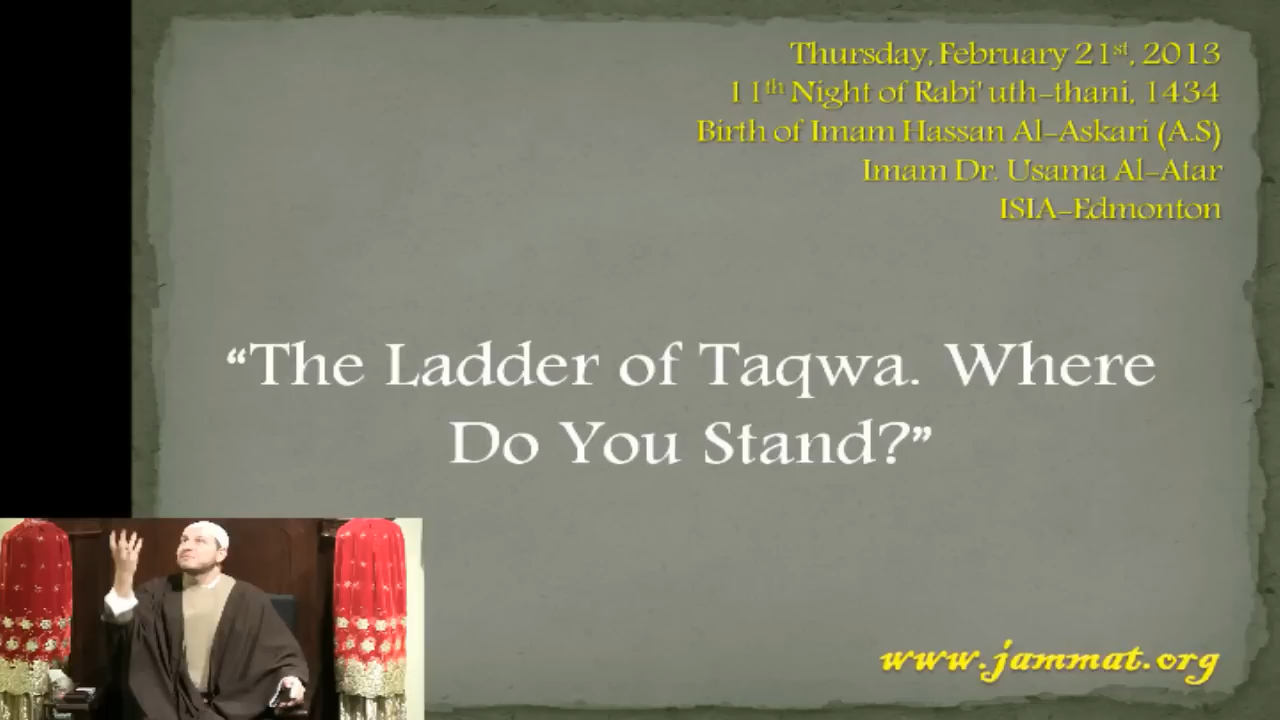 Thursday, February 21st, 2013
11th Night of Rabi' uth-thani, 1434
Birth of Imam Hassan Al-Askari (A.S)
Imam Dr. Usama Al-Atar
ISIA-Edmonton
“The Ladder of Taqwa. Where
Do You Stand?”
www.jammat.org